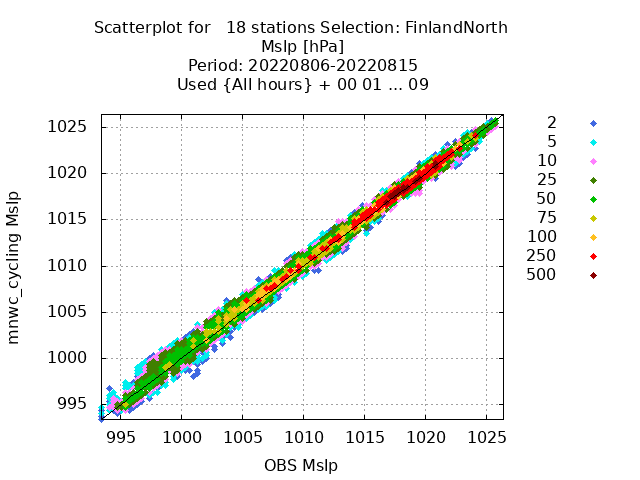 Scatterplot for   18 stations Selection: FinlandNorth
Mslp [hPa]
Period: 20220806-20220815
Used {All hours} + 00 01 ... 09
mnwc_cycling Mslp
1025
1020
1015
1010
1005
1000
995
995 1000 1005 1010 1015 1020 1025
OBS Mslp
2
5
10
25
50
75
100
250
500